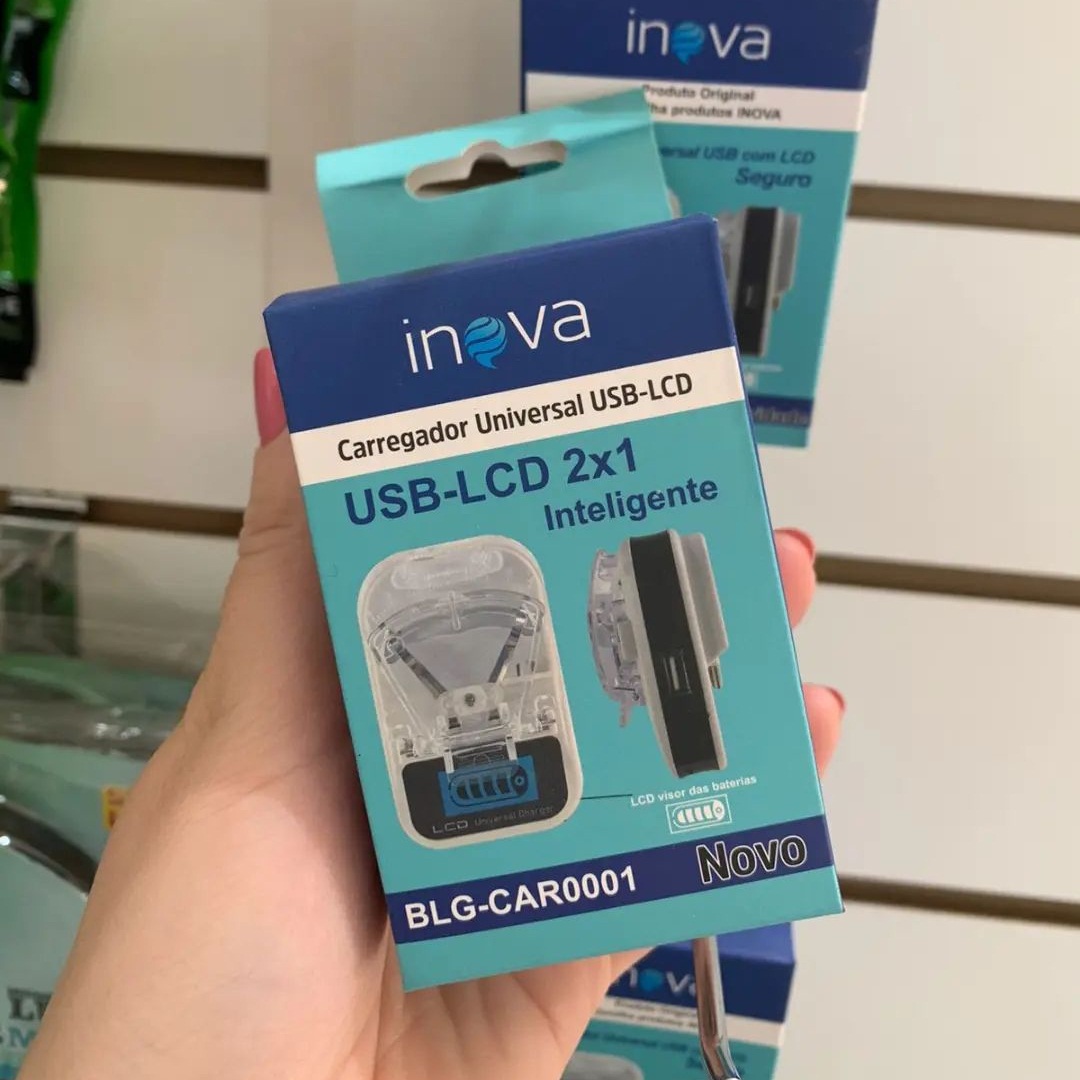 inova
Produto Original
produtos INOVA
USB com LCD
Seguro
inova
Carregador Universal USB-LCD
USB-LCD 2x1
Inteligente
LCD Universal Charger
LCD visor das baterias
BLG-CAR0001
Novo